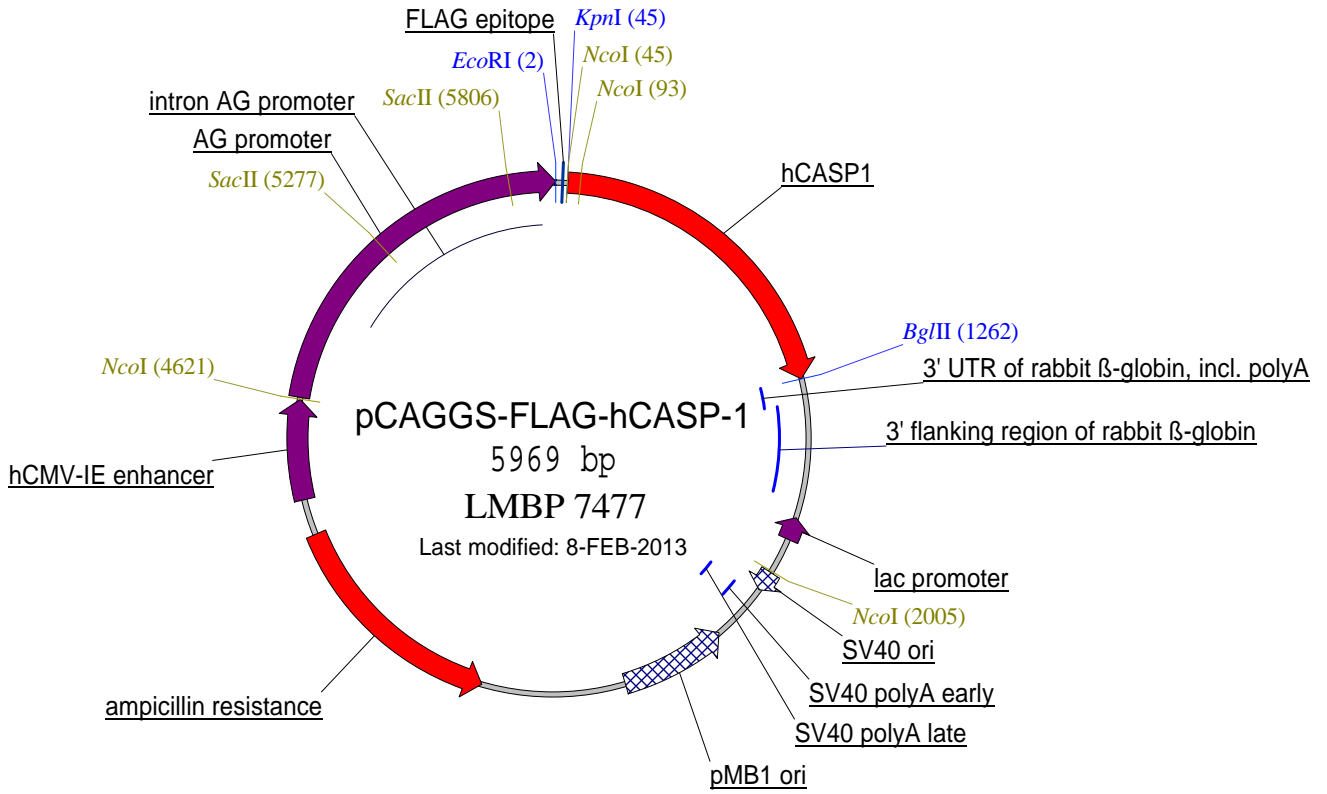 FLAG epitope
KpnI (45)
EcoRI (2)
NcoI (45)
SacII (5806)
NcoI (93)
intron AG promoter
AG promoter
SacII (5277)
hCASP1
BglII (1262)
NcoI (4621)
3' UTR of rabbit ß-globin, incl. polyA
pCAGGS-FLAG-hCASP-1
3' flanking region of rabbit ß-globin
5969 bp
hCMV-IE enhancer
LMBP 7477
Last modified: 8-FEB-2013
lac promoter
NcoI (2005)
SV40 ori
SV40 polyA early
ampicillin resistance
SV40 polyA late
pMB1 ori